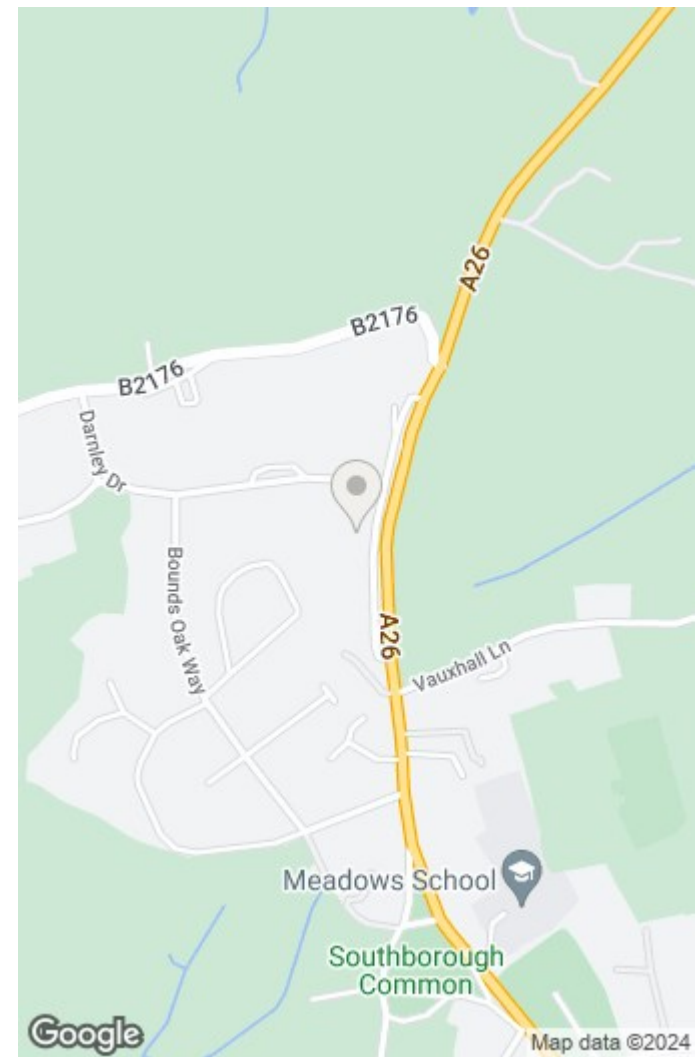 A26
B2176
B2176
Darnley Dr
Bounds Oak Way
A26
Vauxhall Ln
Meadows School
Southborough
Common
Google
Map data ©2024